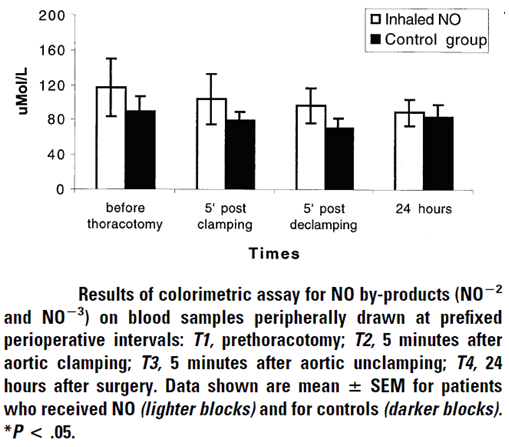 200
160
120
80
40
0
uMol/L
Inhaled NO
Control group
before thoracotomy
5' post clamping
5' post declamping
24 hours
Times
Results of colorimetric assay for NO by-products (NO⁻²
and NO⁻³) on blood samples peripherally drawn at prefixed
perioperative intervals: T1, prethoracotomy; T2, 5 minutes after
aortic clamping; T3, 5 minutes after aortic unclamping; T4, 24
hours after surgery. Data shown are mean ± SEM for patients
who received NO (lighter blocks) and for controls (darker blocks).
*P < .05.